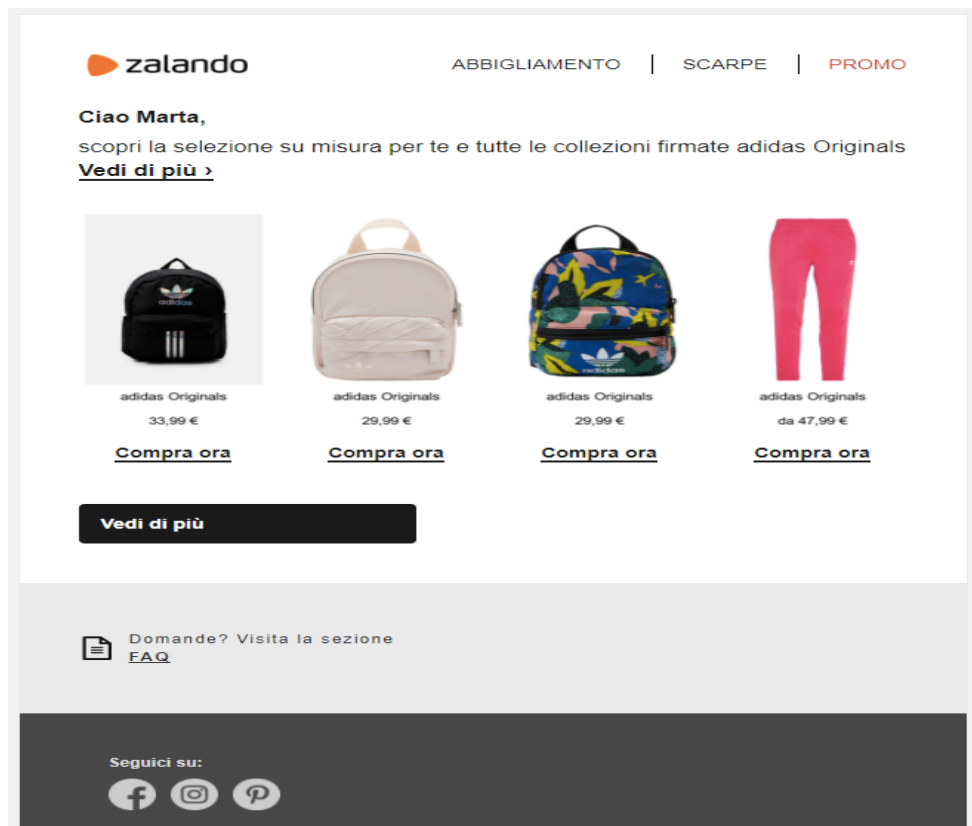 zalando
ABBIGLIAMENTO | SCARPE | PROMO
Ciao Marta,
scopri la selezione su misura per te e tutte le collezioni firmate adidas Originals
Vedi di più ›
adidas
adidas
adidas Originals
adidas Originals
adidas Originals
adidas Originals
33,99 €
29,99 €
29,99 €
da 47,99 €
Compra ora
Compra ora
Compra ora
Compra ora
Vedi di più
Domande? Visita la sezione
FAQ
Seguici su: